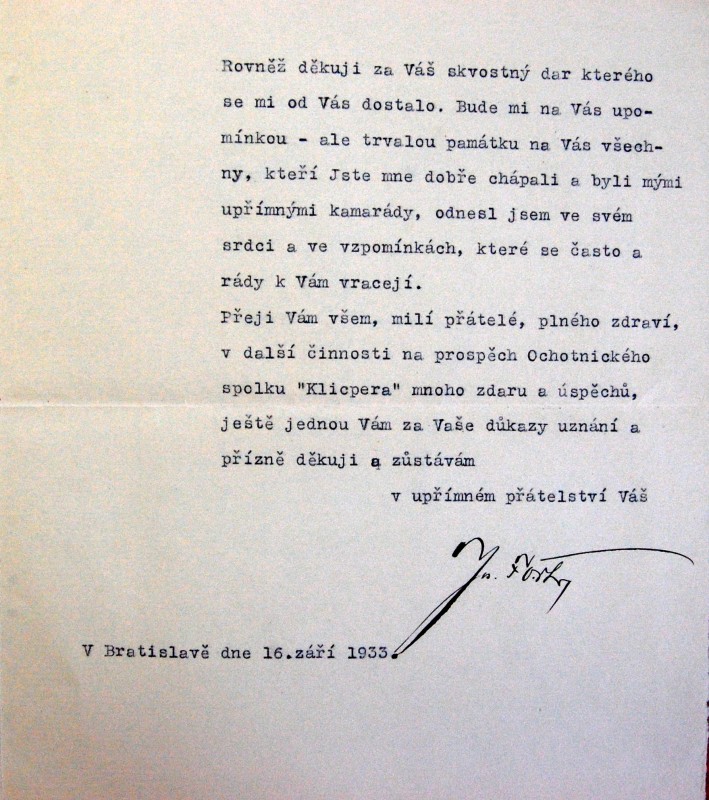 Rovněž děkuji za Váš skvostný dar kterého
se mi od Vás dostalo. Bude mi na Vás upo-
mínkou - ale trvalou památku na Vás všech-
ny, kteří Jste mne dobře chápali a byli mými
upřímnými kamarády, odnesl jsem ve svém
srdci a ve vzpomínkách, které se často a
rády k Vám vracejí.
Přeji Vám všem, milí přátelé, plného zdraví,
v další činnosti na prospěch Ochotnického
spolku "Klicpera" mnoho zdaru a úspěchů,
ještě jednou Vám za Vaše důkazy uznání a
přízně děkuji a zůstávám
v upřímném přátelství Váš
V Bratislavě dne 16.září 1933.